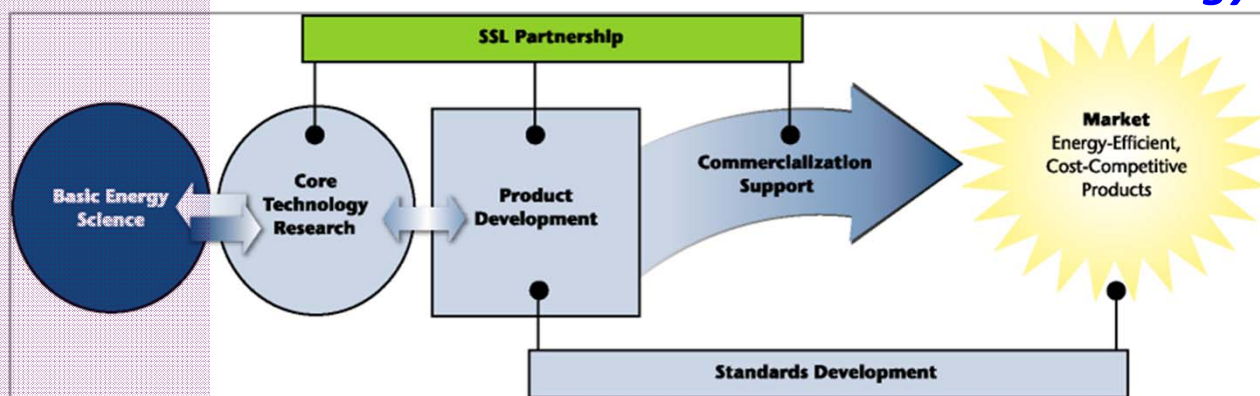 gy
SSL Partnership
Basic Energy
Science
Core
Technology
Research
Product
Development
Commercialization
Support
Market
Energy-Efficient,
Cost-Competitive
Products
Standards Development